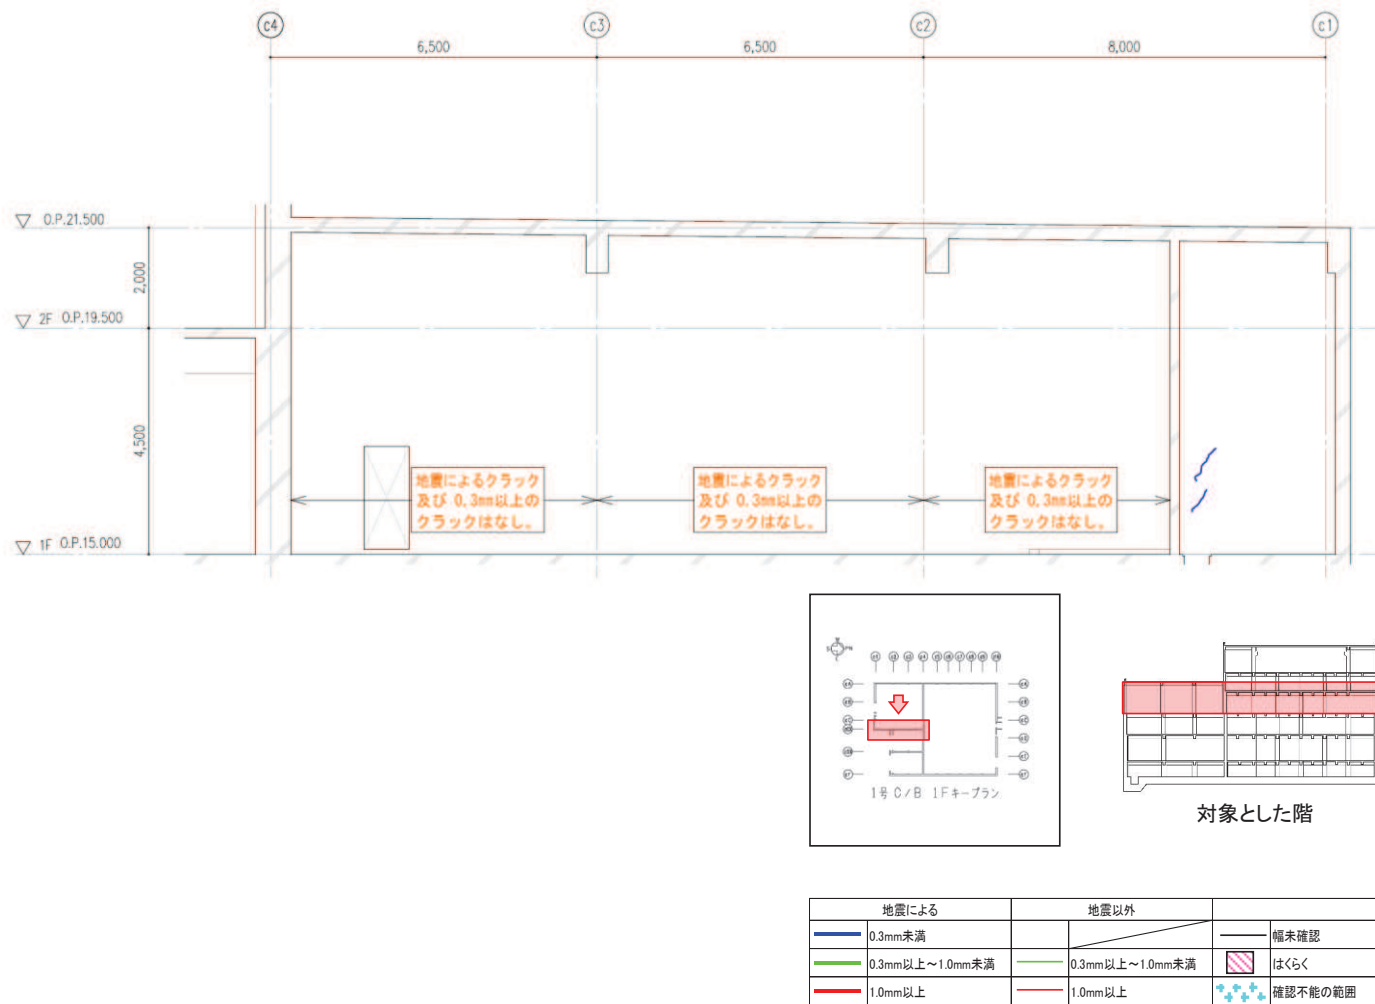 c4
c3
c2
c1
6,500
6,500
8,000
O.P.21.500
2,000
2F O.P.19.500
4,500
1F O.P.15.000
地震によるクラック
及び 0.3mm以上の
クラックはなし。
地震によるクラック
及び 0.3mm以上の
クラックはなし。
地震によるクラック
及び 0.3mm以上の
クラックはなし。
1号 C/B 1Fキープラン
対象とした階
地震による
地震以外
0.3mm未満
幅未確認
0.3mm以上～1.0mm未満
0.3mm以上～1.0mm未満
はくらく
1.0mm以上
1.0mm以上
確認不能の範囲